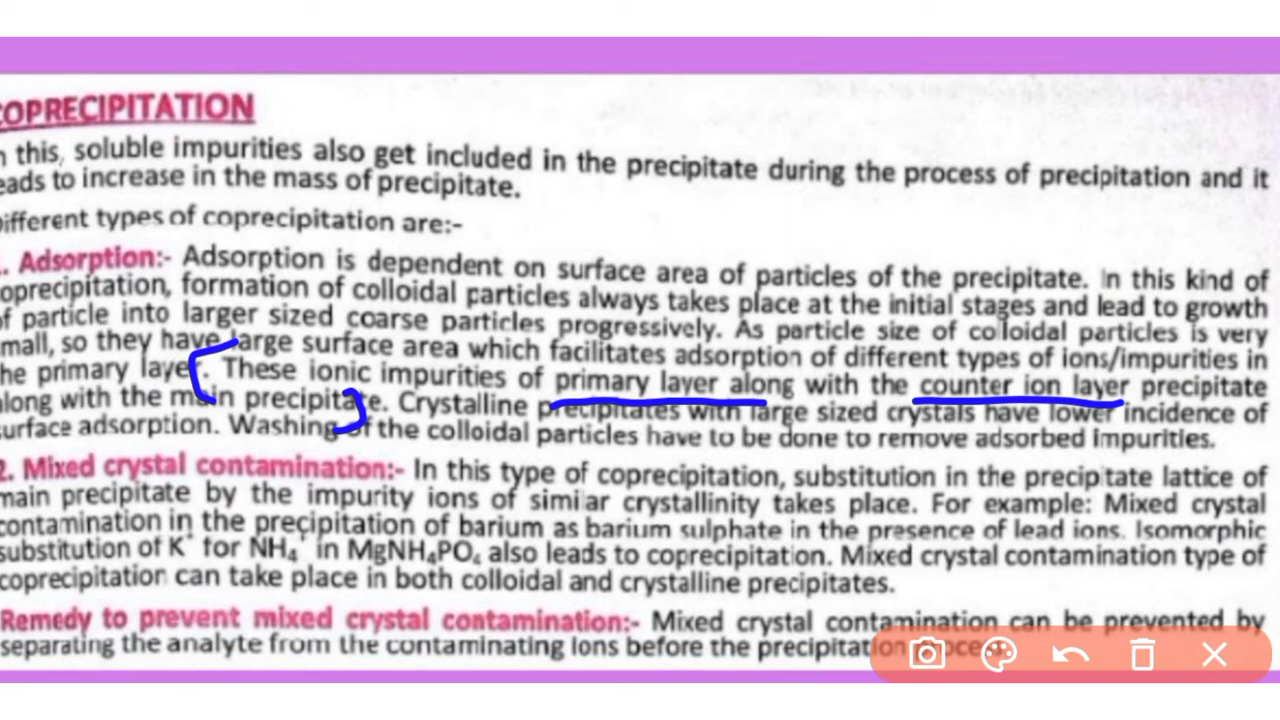 COPRECIPITATION
n this, soluble impurities also get included in the precipitate during the process of precipitation and it
eads to increase in the mass of precipitate.
ifferent types of coprecipitation are:-
. Adsorption:- Adsorption is dependent on surface area of particles of the precipitate. In this kind of
oprecipitation, formation of colloidal particles always takes place at the initial stages and lead to growth
f particle into larger sized coarse particles progressively. As particle size of colloidal particles is very
mall, so they have large surface area which facilitates adsorption of different types of ions/impurities in
he primary layer. These ionic impurities of primary layer along with the counter ion layer precipitate
along with the main precipitate. Crystalline precipitates with large sized crystals have lower incidence of
surface adsorption. Washing of the colloidal particles have to be done to remove adsorbed impurities.
2. Mixed crystal contamination:- In this type of coprecipitation, substitution in the precipitate lattice of
main precipitate by the impurity ions of similar crystallinity takes place. For example: Mixed crystal
contamination in the precipitation of barium as barium sulphate in the presence of lead ions. Isomorphic
substitution of K⁺ for NH₄⁺ in MgNH₄PO₄ also leads to coprecipitation. Mixed crystal contamination type of
coprecipitation can take place in both colloidal and crystalline precipitates.
Remedy to prevent mixed crystal contamination:- Mixed crystal contamination can be prevented by
separating the analyte from the contaminating ions before the precipitation process.